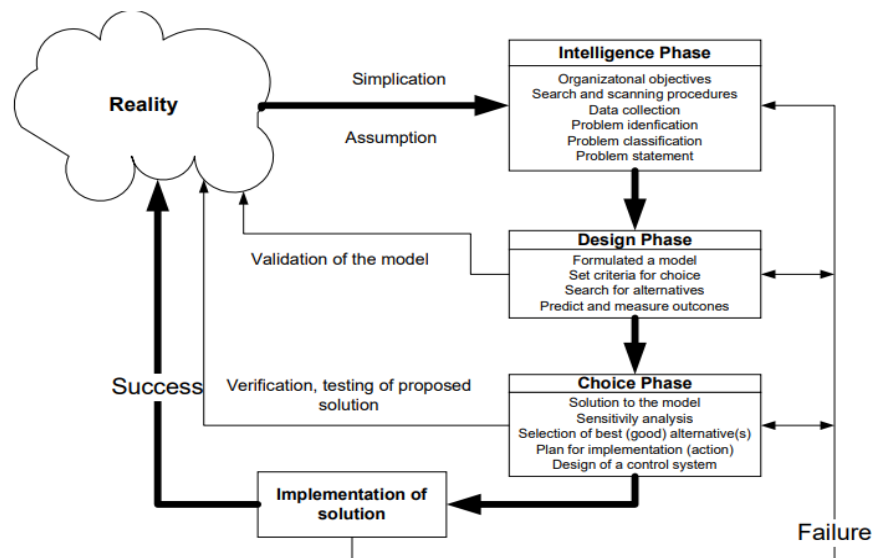 Intelligence Phase
Simplication
Organizatonal objectives
Search and scanning procedures
Reality
Data collection
Assumption
Problem idenfication
Problem classification
Problem statement
Design Phase
Validation of the model
Formulated a model
Set criteria for choice
Search for alternatives
Predict and measure outcomes
Choice Phase
Success
Verification, testing of proposed
solution
Solution to the model
Sensitivily analysis
Selection of best (good) alternative(s)
Plan for implementation (action)
Design of a control system
Implementation of
solution
Failure